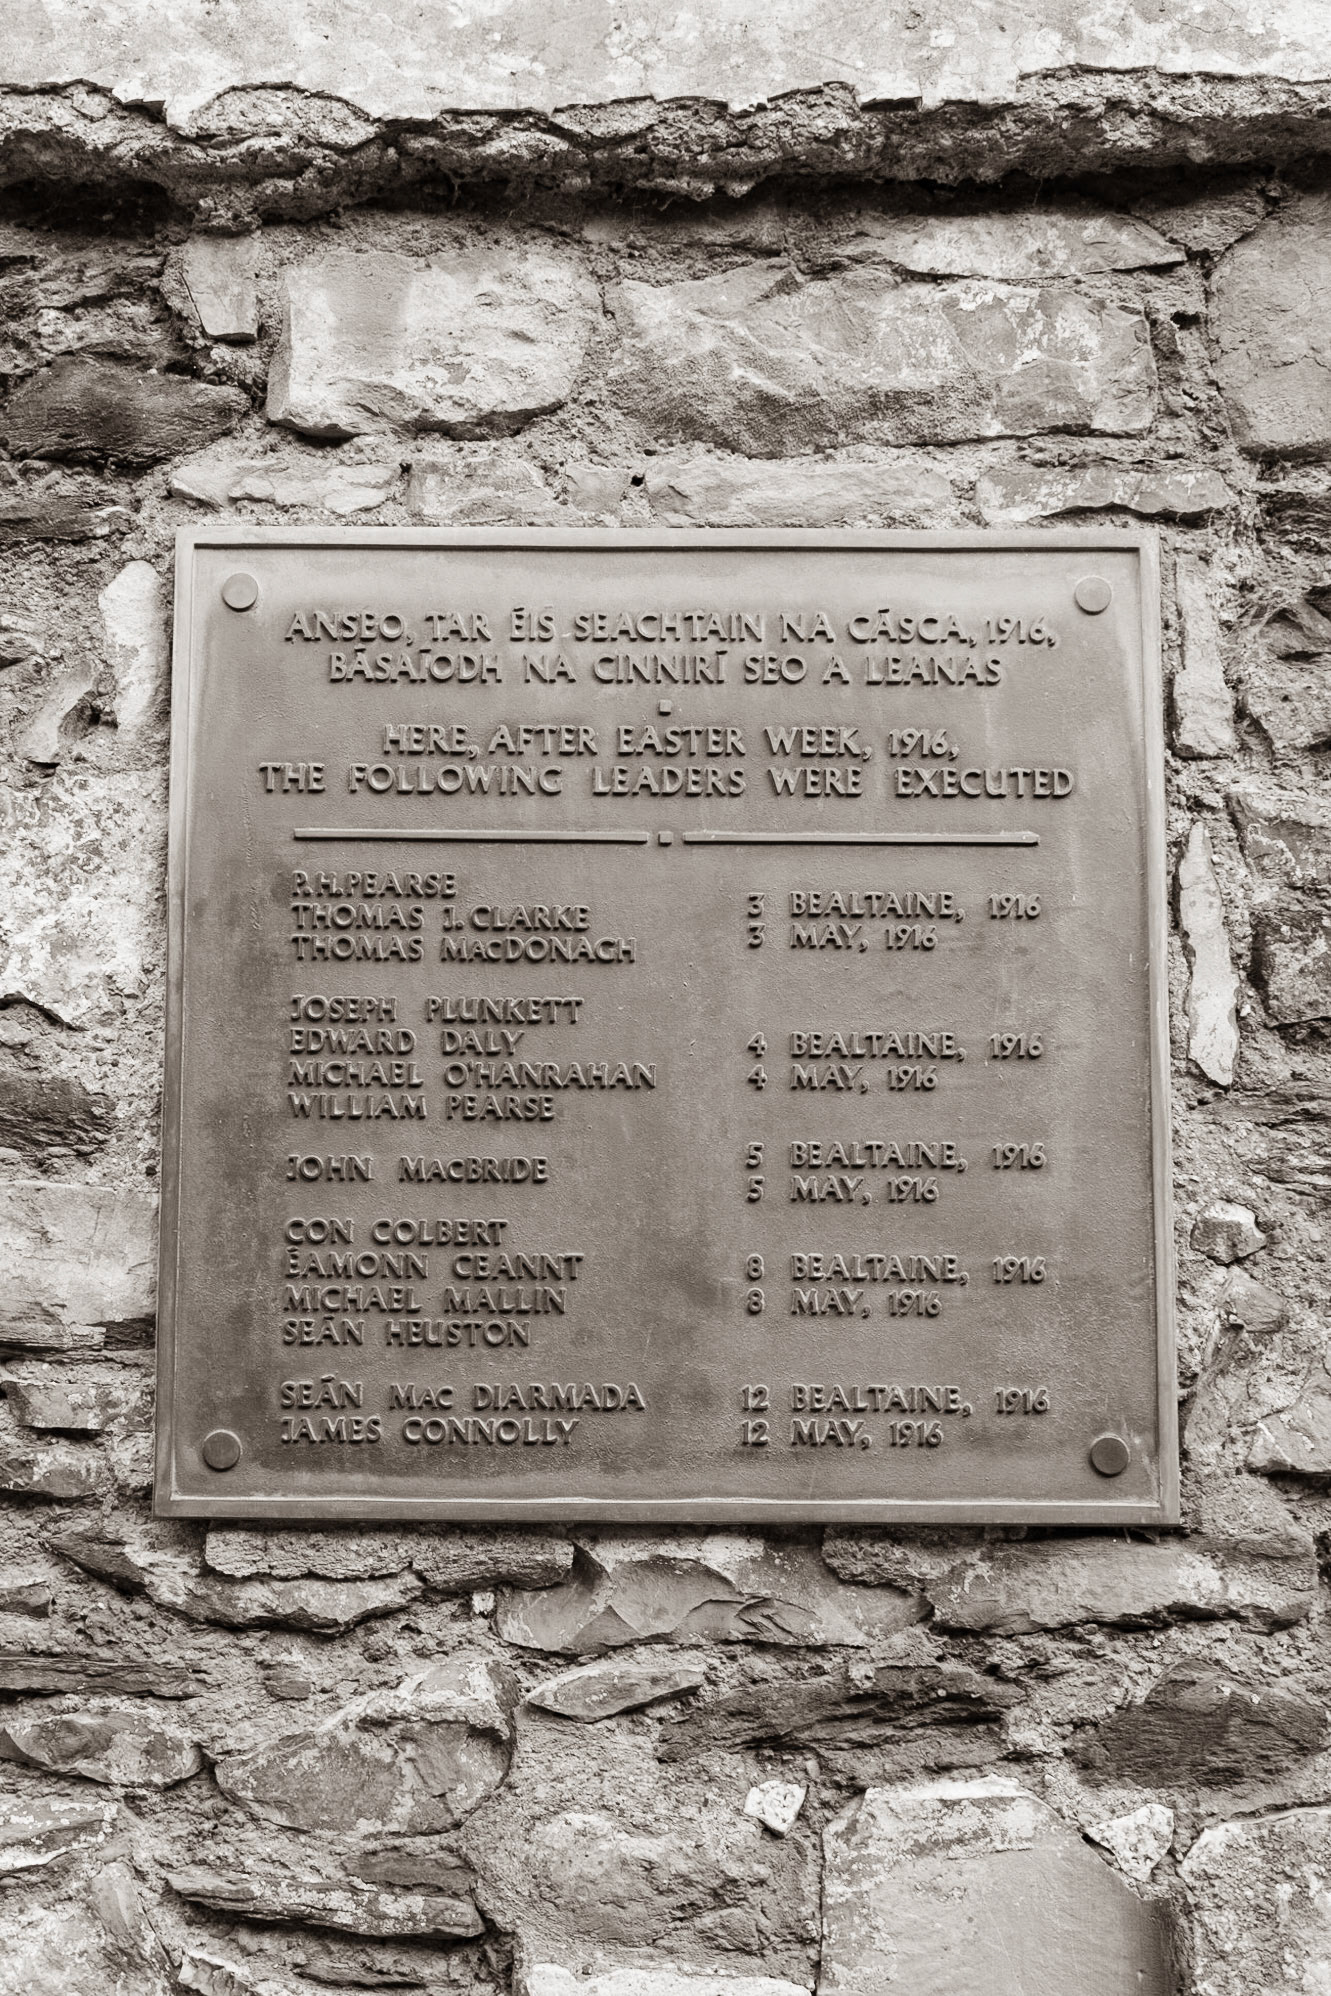 ANSEO, TAR ÉIS SEACHTAIN NA CÁSCA, 1916,
BÁSAÍODH NA CINNIRÍ SEO A LEANAS
HERE, AFTER EASTER WEEK, 1916,
THE FOLLOWING LEADERS WERE EXECUTED
P.H. PEARSE
THOMAS J. CLARKE 3 BEALTAINE, 1916
THOMAS MACDONAGH 3 MAY, 1916
JOSEPH PLUNKETT
EDWARD DALY 4 BEALTAINE, 1916
MICHAEL O'HANRAHAN 4 MAY, 1916
WILLIAM PEARSE
5 BEALTAINE, 1916
JOHN MACBRIDE 5 MAY, 1916
CON COLBERT
ÉAMONN CEANNT 8 BEALTAINE, 1916
MICHAEL MALLIN 8 MAY, 1916
SEÁN HEUSTON
SEÁN MAC DIARMADA 12 BEALTAINE, 1916
JAMES CONNOLLY 12 MAY, 1916